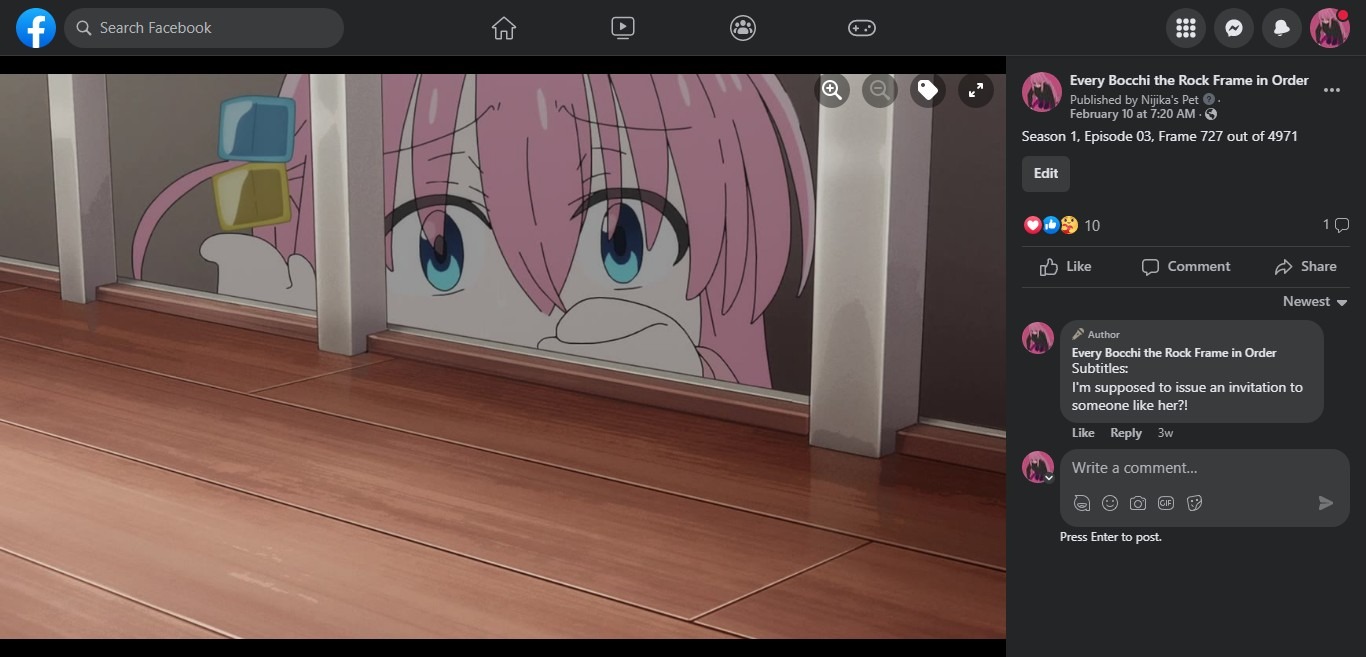 Search Facebook
Every Bocchi the Rock Frame in Order
Published by Nijika's Pet ? ·
February 10 at 7:20 AM ·
Season 1, Episode 03, Frame 727 out of 4971
Edit
10
1
Like
Comment
Share
Newest
Author
Every Bocchi the Rock Frame in Order
Subtitles:
I'm supposed to issue an invitation to
someone like her?!
Like Reply 3w
Write a comment...
GIF
Press Enter to post.